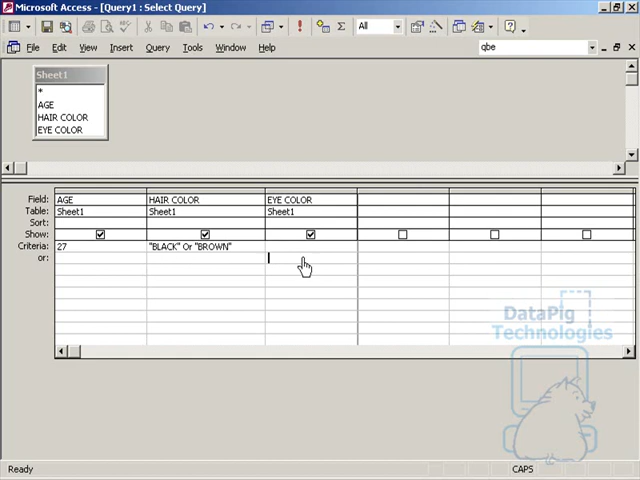 Microsoft Access - [Query1 : Select Query]
File Edit View Insert Query Tools Window Help
All
qbe
Sheet1
*
AGE
HAIR COLOR
EYE COLOR
Field: AGE HAIR COLOR EYE COLOR
Table: Sheet1 Sheet1 Sheet1
Sort:
Show:
Criteria: 27 "BLACK" Or "BROWN"
or:
DataPig
Technologies
Ready
CAPS